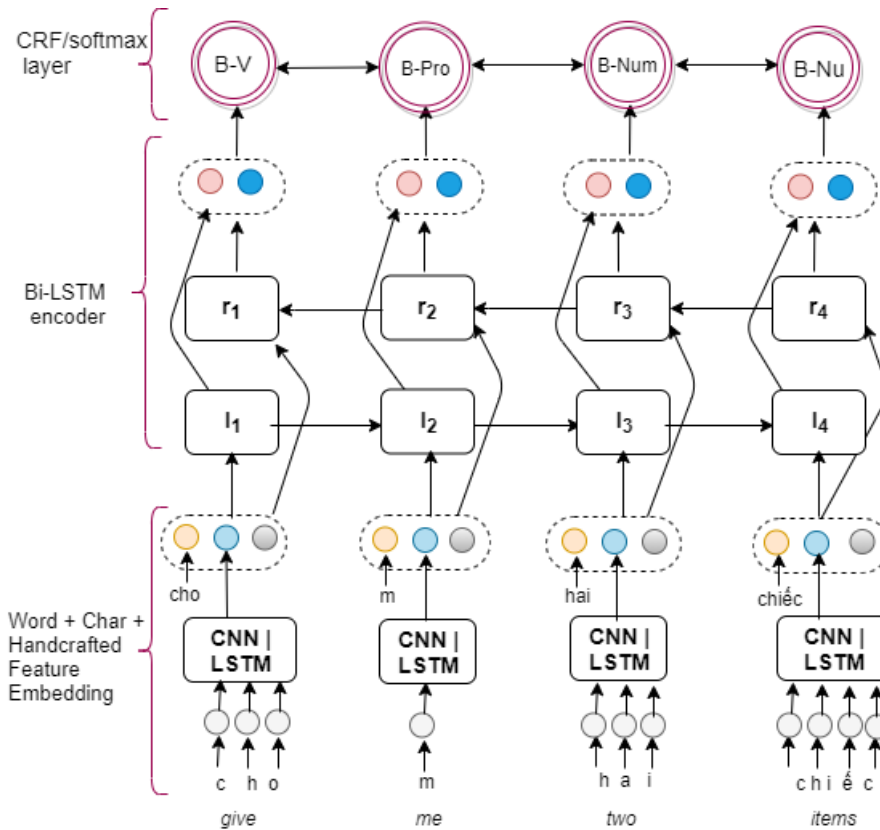 CRF/softmax
layer
B-V
B-Pro
B-Num
B-Nu
Bi-LSTM
encoder
r1
r2
r3
r4
l1
l2
l3
l4
Word + Char +
Handcrafted
Feature
Embedding
cho
m
hai
chiếc
CNN |
LSTM
CNN |
LSTM
CNN |
LSTM
CNN |
LSTM
c h o
m
h a i
c h i ế c
give
me
two
items